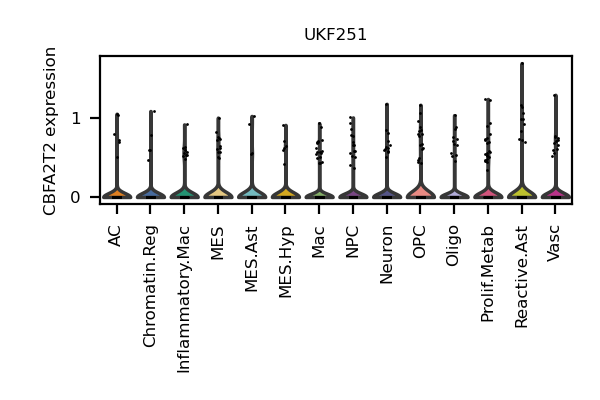 UKF251
CBFA2T2 expression
1
0
AC
Chromatin.Reg
Inflammatory.Mac
MES
MES.Ast
MES.Hyp
Mac
NPC
Neuron
OPC
Oligo
Prolif.Metab
Reactive.Ast
Vasc